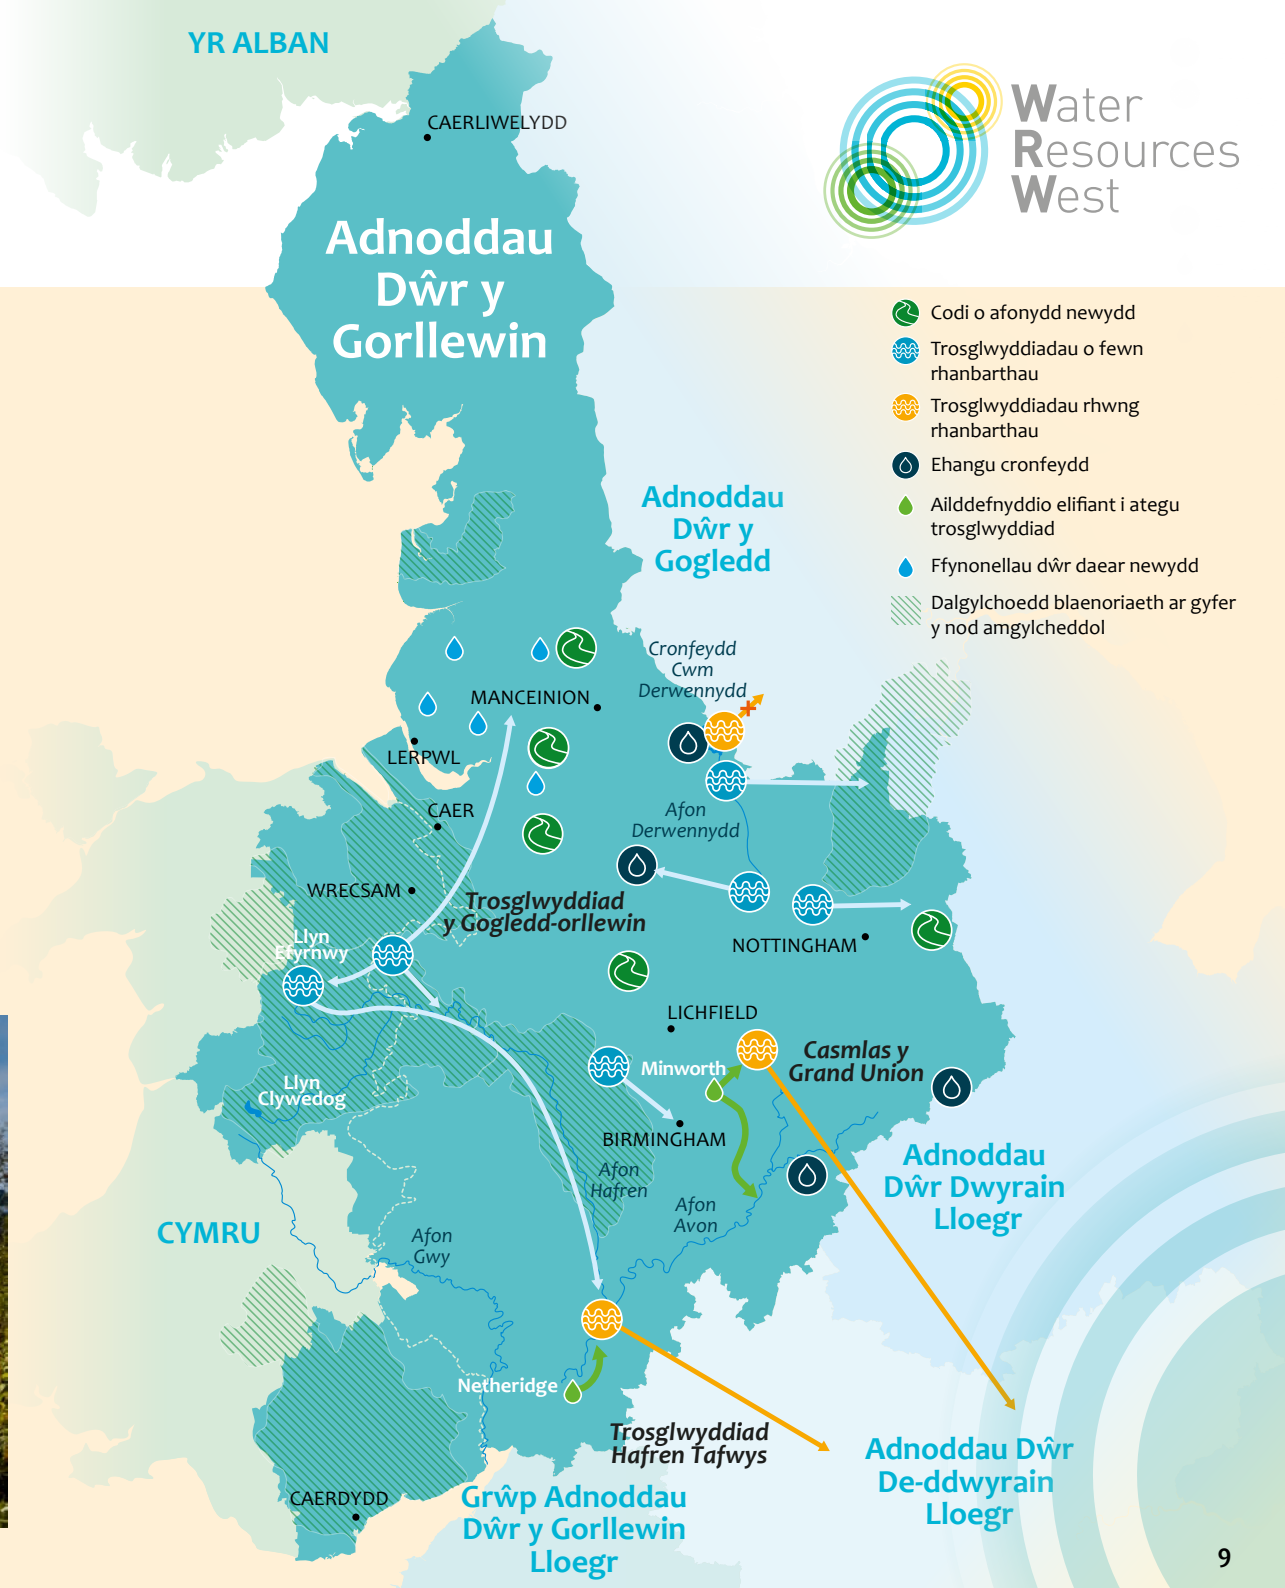 YR ALBAN
CAERLIWELYDD
Water
Resources
West
Adnoddau
Dŵr y
Gorllewin
Codi o afonydd newydd
Trosglwyddiadau o fewn
rhanbarthau
Trosglwyddiadau rhwng
rhanbarthau
Ehangu cronfeydd
Ailddefnyddio elifiant i ategu
trosglwyddiad
Ffynonellau dŵr daear newydd
Dalgylchoedd blaenoriaeth ar gyfer
y nod amgylcheddol
Adnoddau
Dŵr y
Gogledd
Cronfeydd
Cwm
Derwennydd
MANCEINION
LERPWL
CAER
Afon
Derwennydd
WRECSAM
Trosglwyddiad
y Gogledd-orllewin
Llyn
Efyrnwy
NOTTINGHAM
LICHFIELD
Minworth
Casmlas y
Grand Union
Llyn
Clywedog
BIRMINGHAM
Afon
Hafren
Afon
Avon
Adnoddau
Dŵr Dwyrain
Lloegr
CYMRU
Afon
Gwy
Netheridge
Trosglwyddiad
Hafren Tafwys
Adnoddau Dŵr
De-ddwyrain
Lloegr
CAERDYDD
Grŵp Adnoddau
Dŵr y Gorllewin
Lloegr
9